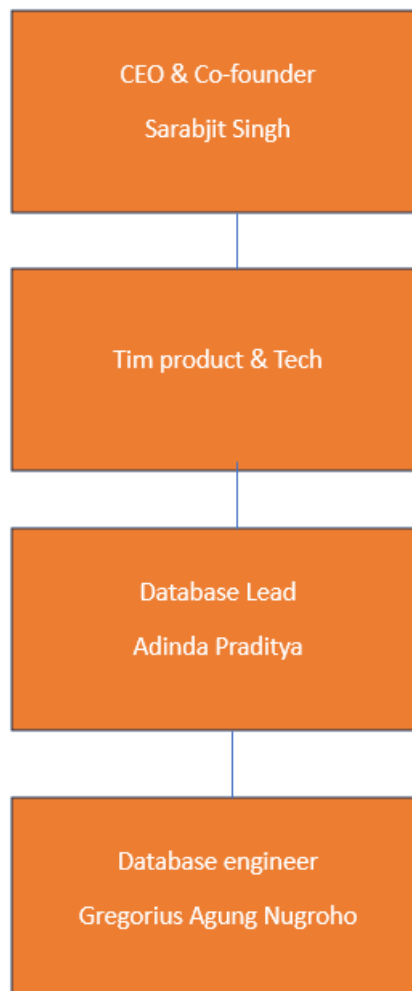 CEO & Co-founder
Sarabjit Singh
Tim product & Tech
Database Lead
Adinda Praditya
Database engineer
Gregorius Agung Nugroho